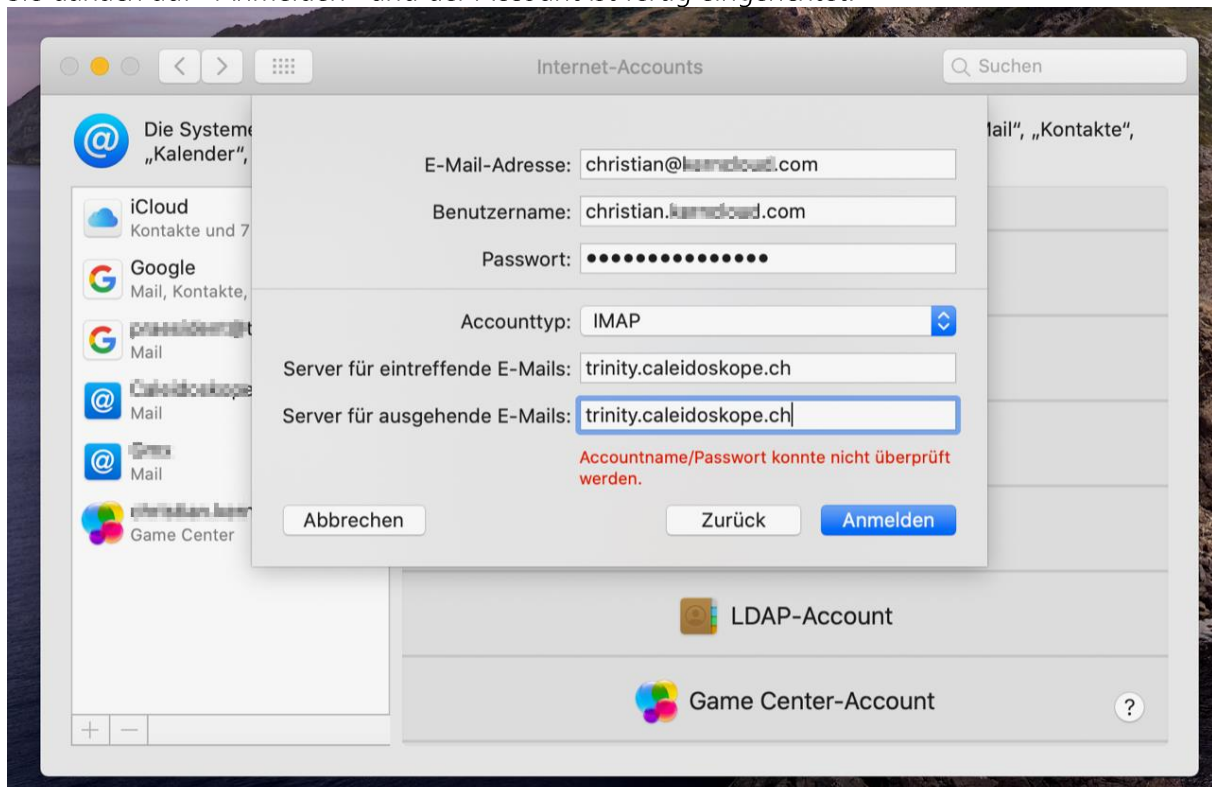 Internet-Accounts
Suchen
Die Systeme
„Kalender",
Mail", „Kontakte",
iCloud
Kontakte und 7
Google
Mail, Kontakte,
Mail
Mail
Mail
Game Center
E-Mail-Adresse: christian@ .com
Benutzername: christian. .com
Passwort: •••••••••••••••
Accounttyp: IMAP
Server für eintreffende E-Mails: trinity.caleidoskope.ch
Server für ausgehende E-Mails: trinity.caleidoskope.ch
Accountname/Passwort konnte nicht überprüft
werden.
Abbrechen
Zurück
Anmelden
LDAP-Account
Game Center-Account
?
+ −